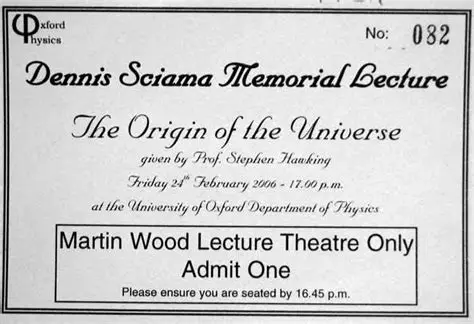 Oxford
Physics
No: 082
Dennis Sciama Memorial Lecture
The Origin of the Universe
given by Prof. Stephen Hawking
Friday 24th February 2006 - 17.00 p.m.
at the University of Oxford Department of Physics
Martin Wood Lecture Theatre Only
Admit One
Please ensure you are seated by 16.45 p.m.